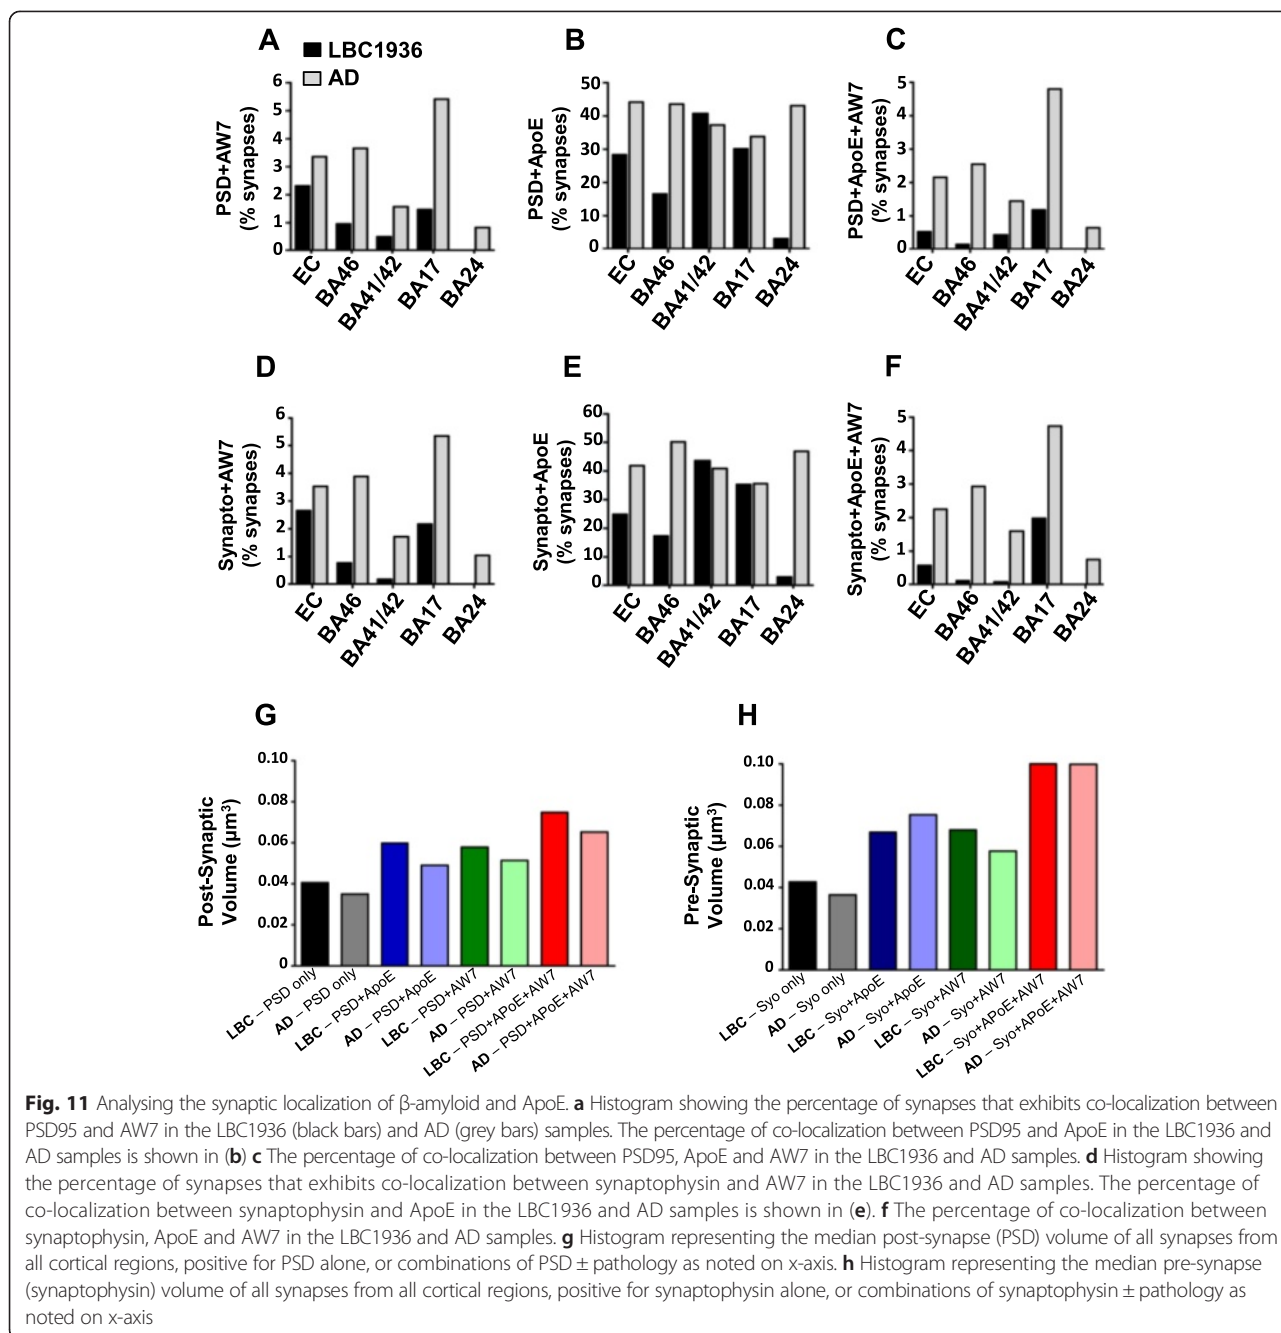 A
LBC1936
AD
PSD+AW7
(% synapses)
6
5
4
3
2
1
0
EC
BA46
BA41/42
BA17
BA24
B
PSD+ApoE
(% synapses)
50
40
30
20
10
0
EC
BA46
BA41/42
BA17
BA24
C
PSD+ApoE+AW7
(% synapses)
5
4
3
2
1
0
EC
BA46
BA41/42
BA17
BA24
D
Synapto+AW7
(% synapses)
6
5
4
3
2
1
0
EC
BA46
BA41/42
BA17
BA24
E
Synapto+ApoE
(% synapses)
60
50
40
30
20
10
0
EC
BA46
BA41/42
BA17
BA24
F
Synapto+ApoE+AW7
(% synapses)
5
4
3
2
1
0
EC
BA46
BA41/42
BA17
BA24
G
Post-Synaptic
Volume (μm³)
0.10
0.08
0.06
0.04
0.02
0
LBC – PSD only
AD – PSD only
LBC – PSD+ApoE
AD – PSD+ApoE
LBC – PSD+AW7
AD – PSD+AW7
LBC – PSD+APoE+AW7
AD – PSD+APoE+AW7
H
Pre-Synaptic
Volume (μm³)
0.10
0.08
0.06
0.04
0.02
0
LBC – Syo only
AD – Syo only
LBC – Syo+ApoE
AD – Syo+ApoE
LBC – Syo+AW7
AD – Syo+AW7
LBC – Syo+APoE+AW7
AD – Syo+APoE+AW7
Fig. 11 Analysing the synaptic localization of β-amyloid and ApoE. a Histogram showing the percentage of synapses that exhibits co-localization between
PSD95 and AW7 in the LBC1936 (black bars) and AD (grey bars) samples. The percentage of co-localization between PSD95 and ApoE in the LBC1936 and
AD samples is shown in (b) c The percentage of co-localization between PSD95, ApoE and AW7 in the LBC1936 and AD samples. d Histogram showing
the percentage of synapses that exhibits co-localization between synaptophysin and AW7 in the LBC1936 and AD samples. The percentage of
co-localization between synaptophysin and ApoE in the LBC1936 and AD samples is shown in (e). f The percentage of co-localization between
synaptophysin, ApoE and AW7 in the LBC1936 and AD samples. g Histogram representing the median post-synapse (PSD) volume of all synapses from
all cortical regions, positive for PSD alone, or combinations of PSD ± pathology as noted on x-axis. h Histogram representing the median pre-synapse
(synaptophysin) volume of all synapses from all cortical regions, positive for synaptophysin alone, or combinations of synaptophysin ± pathology as
noted on x-axis